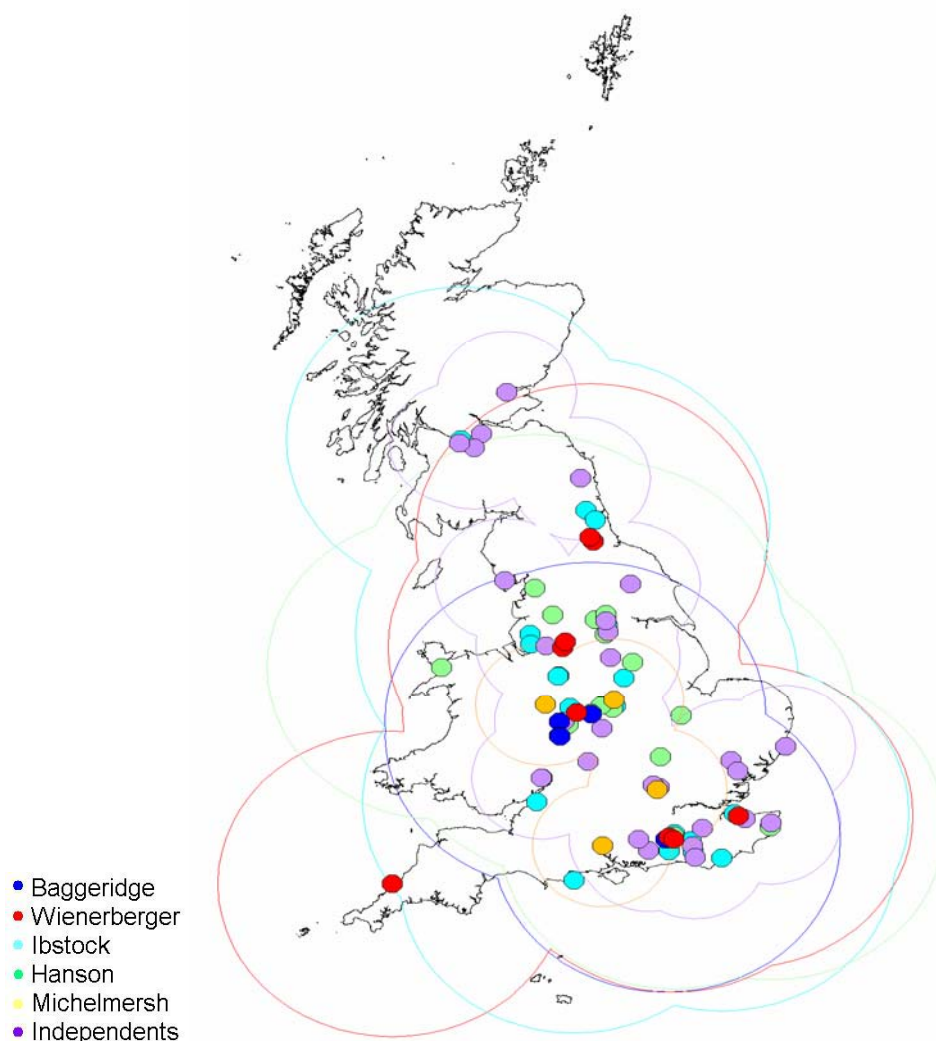 Baggeridge
Wienerberger
Ibstock
Hanson
Michelmersh
Independents